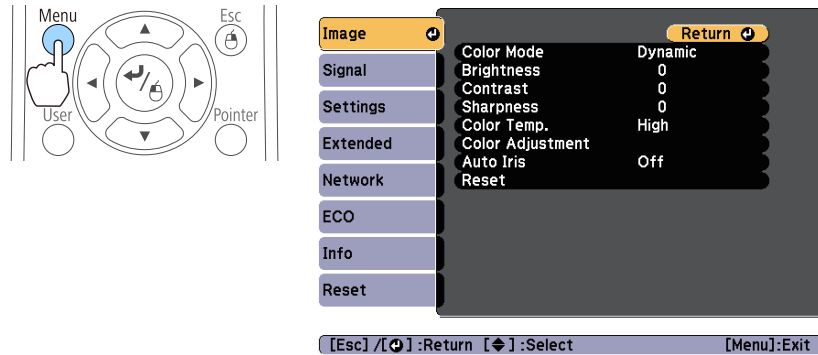 Menu
Esc
User
Pointer
Image
Signal
Settings
Extended
Network
ECO
Info
Reset
Return
Color Mode Dynamic
Brightness 0
Contrast 0
Sharpness 0
Color Temp. High
Color Adjustment
Auto Iris Off
Reset
[Esc] /[ ] :Return [ ] :Select [Menu]:Exit